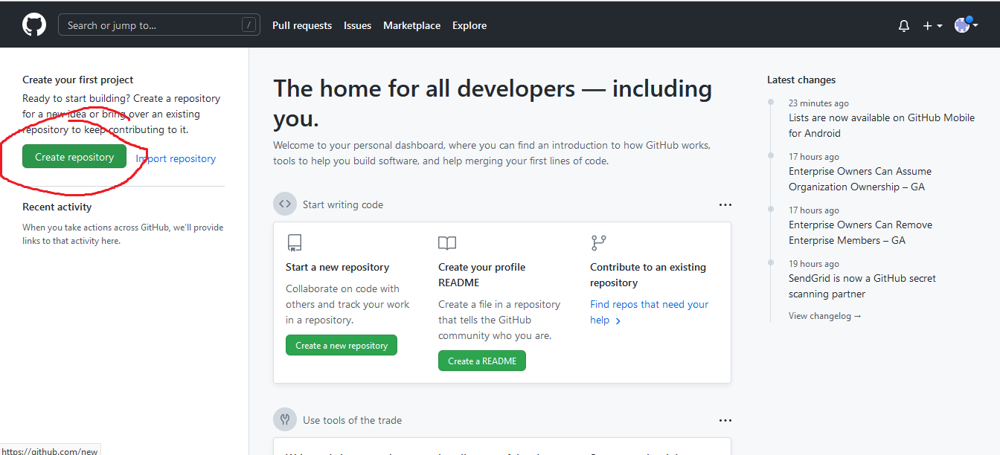 Search or jump to...
/
Pull requests
Issues
Marketplace
Explore
Create your first project
Ready to start building? Create a repository
for a new idea or bring over an existing
repository to keep contributing to it.
Create repository
Import repository
Recent activity
When you take actions across GitHub, we’ll provide
links to that activity here.
The home for all developers — including
you.
Welcome to your personal dashboard, where you can find an introduction to how GitHub works,
tools to help you build software, and help merging your first lines of code.
Start writing code
Start a new repository
Collaborate on code with
others and track your work
in a repository.
Create a new repository
Create your profile
README
Create a file in a repository
that tells the GitHub
community who you are.
Create a README
Contribute to an existing
repository
Find repos that need your
help
Use tools of the trade
Latest changes
23 minutes ago
Lists are now available on GitHub Mobile
for Android
17 hours ago
Enterprise Owners Can Assume
Organization Ownership – GA
17 hours ago
Enterprise Owners Can Remove
Enterprise Members – GA
19 hours ago
SendGrid is now a GitHub secret
scanning partner
View changelog →
https://github.com/new